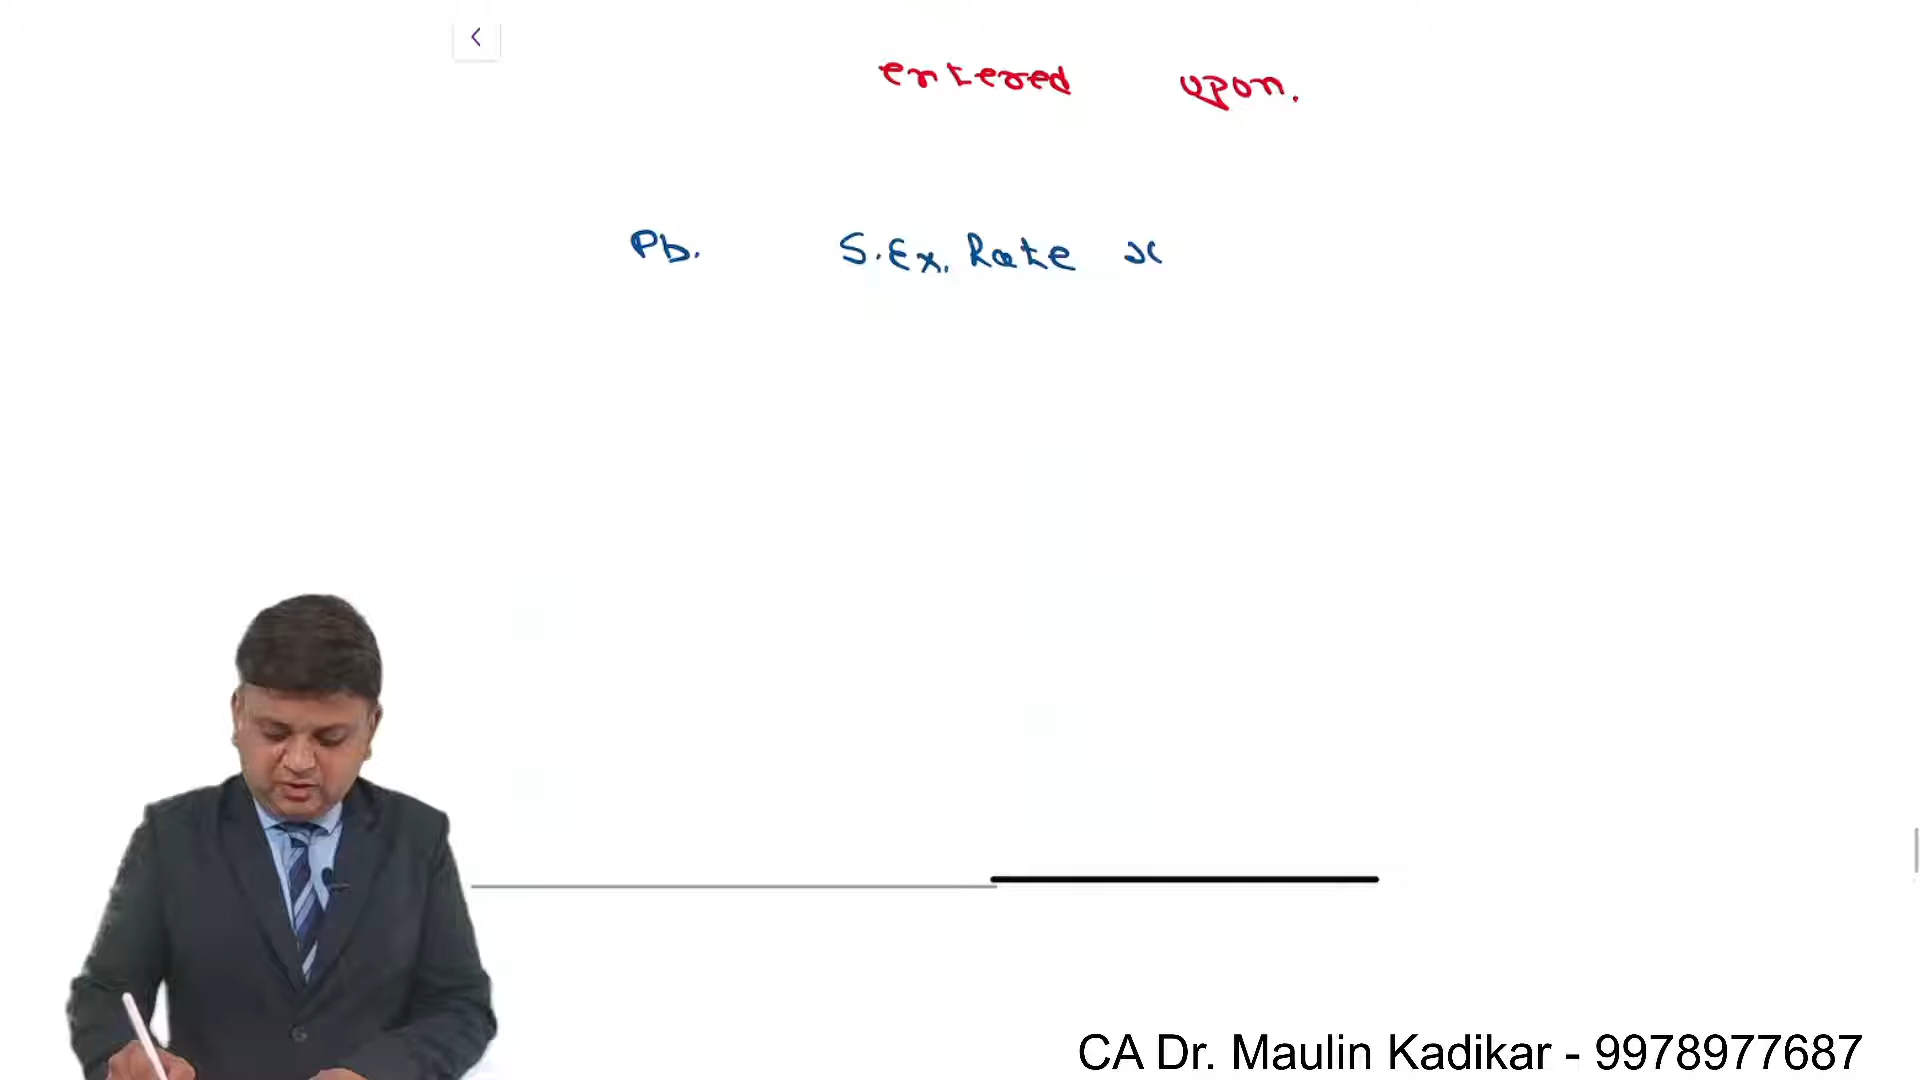 entered upon.
Pb. S.Ex. Rate x
CA Dr. Maulin Kadikar - 9978977687